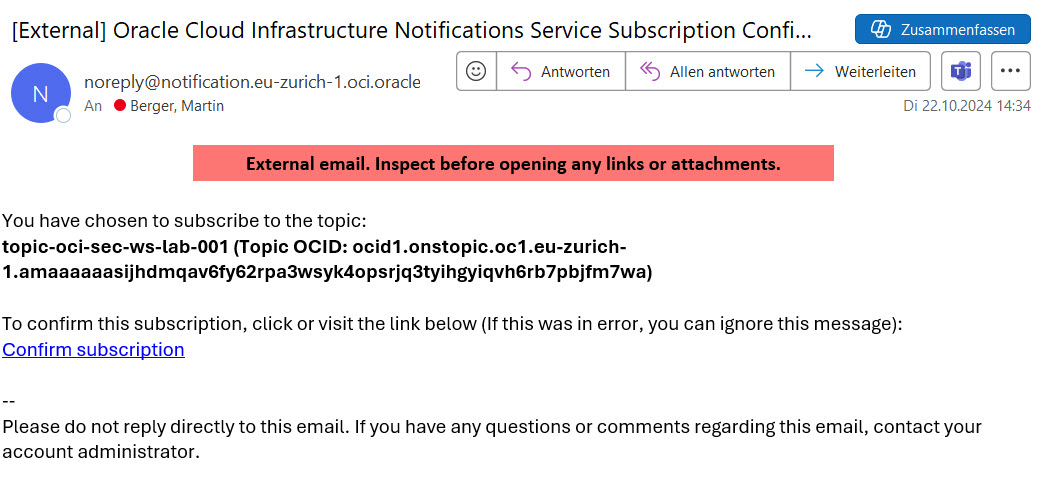 [External] Oracle Cloud Infrastructure Notifications Service Subscription Confi...
Zusammenfassen
N
noreply@notification.eu-zurich-1.oci.oracle
An Berger, Martin
Antworten
Allen antworten
Weiterleiten
Di 22.10.2024 14:34
External email. Inspect before opening any links or attachments.
You have chosen to subscribe to the topic:
topic-oci-sec-ws-lab-001 (Topic OCID: ocid1.onstopic.oc1.eu-zurich-
1.amaaaaaasijhdmqav6fy62rpa3wsyk4opsrjq3tyihgyiqvh6rb7pbjfm7wa)
To confirm this subscription, click or visit the link below (If this was in error, you can ignore this message):
Confirm subscription
--
Please do not reply directly to this email. If you have any questions or comments regarding this email, contact your
account administrator.